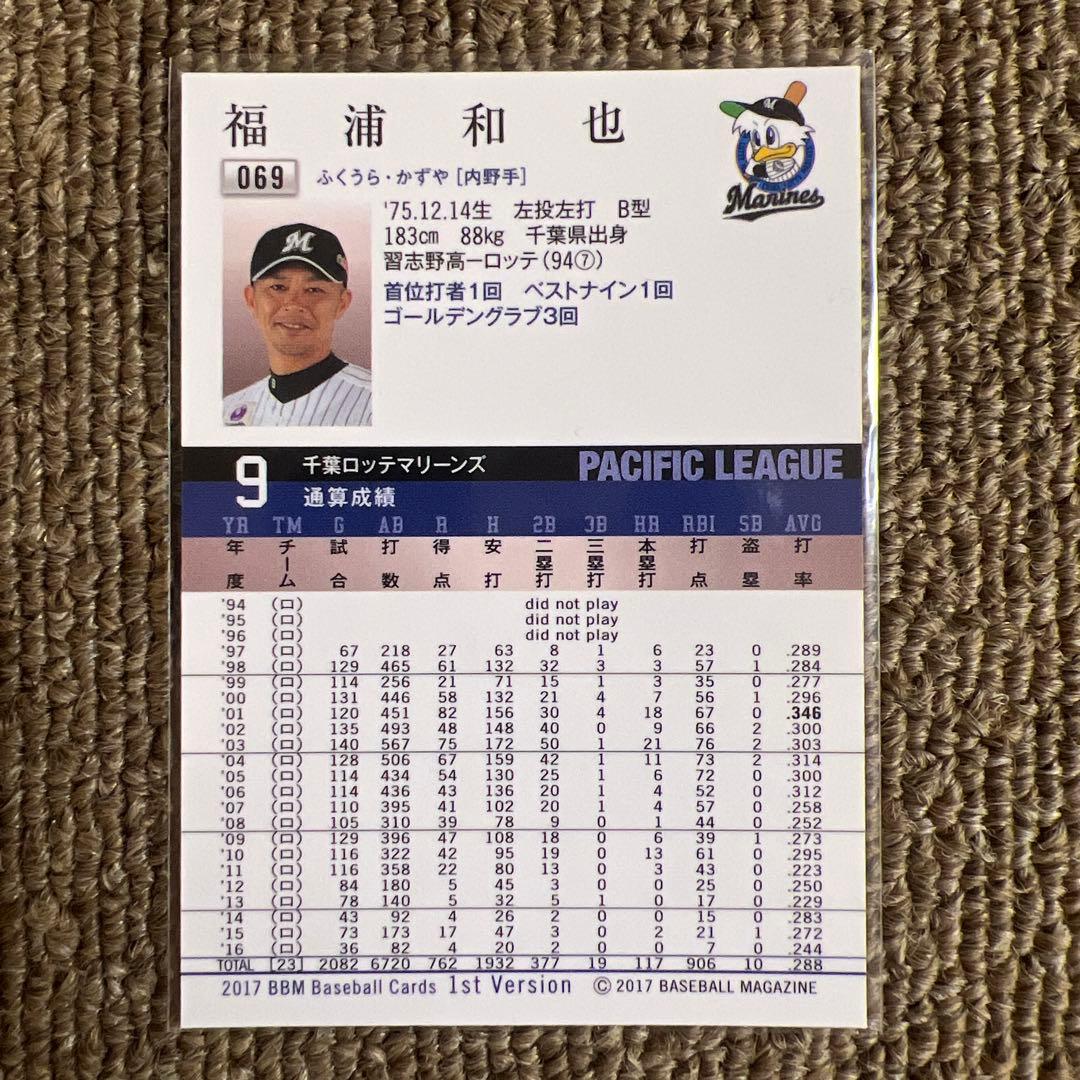 福浦和也
Marines
069 ふくうら・かずや [内野手]
'75.12.14生 左投左打 B型
183cm 88kg 千葉県出身
習志野高ーロッテ(94⑦)
首位打者1回 ベストナイン1回
ゴールデングラブ3回
9 千葉ロッテマリーンズ PACIFIC LEAGUE
通算成績
YR TM G AB R H 2B 3B HR RBI SB AVG
年度 チーム 試合 打数 得点 安打 二塁打 三塁打 本塁打 打点 盗塁 打率
'94 (ロ) did not play
'95 (ロ) did not play
'96 (ロ) did not play
'97 (ロ) 67 218 27 63 8 1 6 23 0 .289
'98 (ロ) 129 465 61 132 32 3 3 57 1 .284
'99 (ロ) 114 256 21 71 15 1 3 35 0 .277
'00 (ロ) 131 446 58 132 21 4 7 56 1 .296
'01 (ロ) 120 451 82 156 30 4 18 67 0 .346
'02 (ロ) 135 493 48 148 40 0 9 66 2 .300
'03 (ロ) 140 567 75 172 50 1 21 76 2 .303
'04 (ロ) 128 506 67 159 42 1 11 73 2 .314
'05 (ロ) 114 434 54 130 25 1 6 72 0 .300
'06 (ロ) 114 436 43 136 20 1 4 52 0 .312
'07 (ロ) 110 395 41 102 20 1 4 57 0 .258
'08 (ロ) 105 310 39 78 9 0 1 44 0 .252
'09 (ロ) 129 396 47 108 18 0 6 39 1 .273
'10 (ロ) 116 322 42 95 19 0 13 61 0 .295
'11 (ロ) 116 358 22 80 13 0 3 43 0 .223
'12 (ロ) 84 180 5 45 3 0 0 25 0 .250
'13 (ロ) 78 140 5 32 5 1 0 17 0 .229
'14 (ロ) 43 92 4 26 2 0 0 15 0 .283
'15 (ロ) 73 173 17 47 3 0 2 21 1 .272
'16 (ロ) 36 82 4 20 2 0 0 7 0 .244
TOTAL [23] 2082 6720 762 1932 377 19 117 906 10 .288
2017 BBM Baseball Cards 1st Version © 2017 BASEBALL MAGAZINE